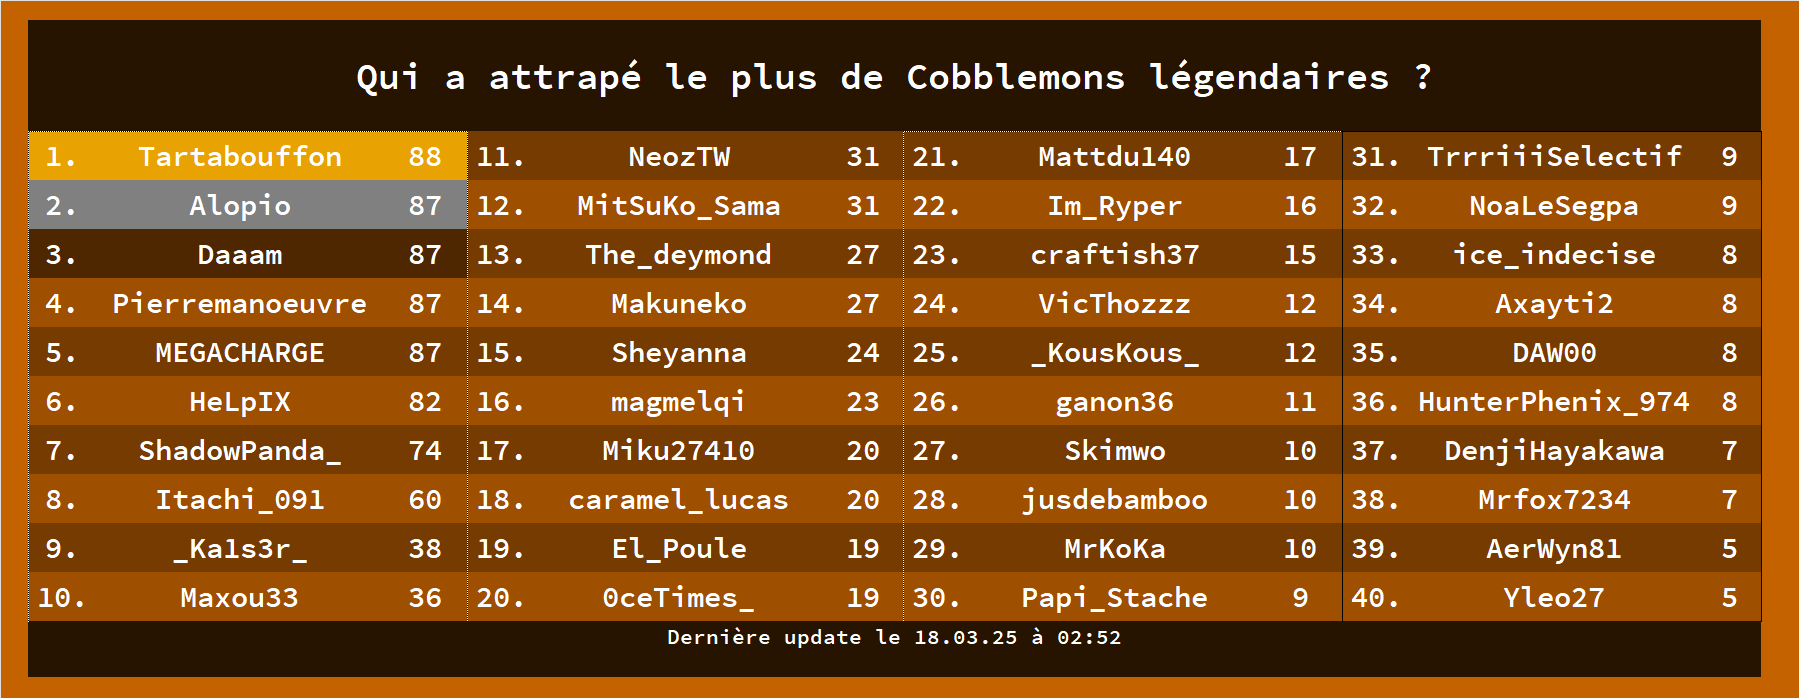 Qui a attrapé le plus de Cobblemons légendaires ?
1. Tartabouffon 88 11. NeozTW 31 21. Mattdu140 17 31. TrrriiiSelectif 9
2. Alopio 87 12. MitSuKo_Sama 31 22. Im_Ryper 16 32. NoaLeSegpa 9
3. Daaam 87 13. The_deymond 27 23. craftish37 15 33. ice_indecise 8
4. Pierremanoeuvre 87 14. Makuneko 27 24. VicThozzz 12 34. Axayti2 8
5. MEGACHARGE 87 15. Sheyanna 24 25. _KousKous_ 12 35. DAW00 8
6. HeLpIX 82 16. magmelqi 23 26. ganon36 11 36. HunterPhenix_974 8
7. ShadowPanda_ 74 17. Miku27410 20 27. Skimwo 10 37. DenjiHayakawa 7
8. Itachi_091 60 18. caramel_lucas 20 28. jusdebamboo 10 38. Mrfox7234 7
9. _Ka1s3r_ 38 19. El_Poule 19 29. MrKoKa 10 39. AerWyn81 5
10. Maxou33 36 20. 0ceTimes_ 19 30. Papi_Stache 9 40. Yleo27 5
Dernière update le 18.03.25 à 02:52